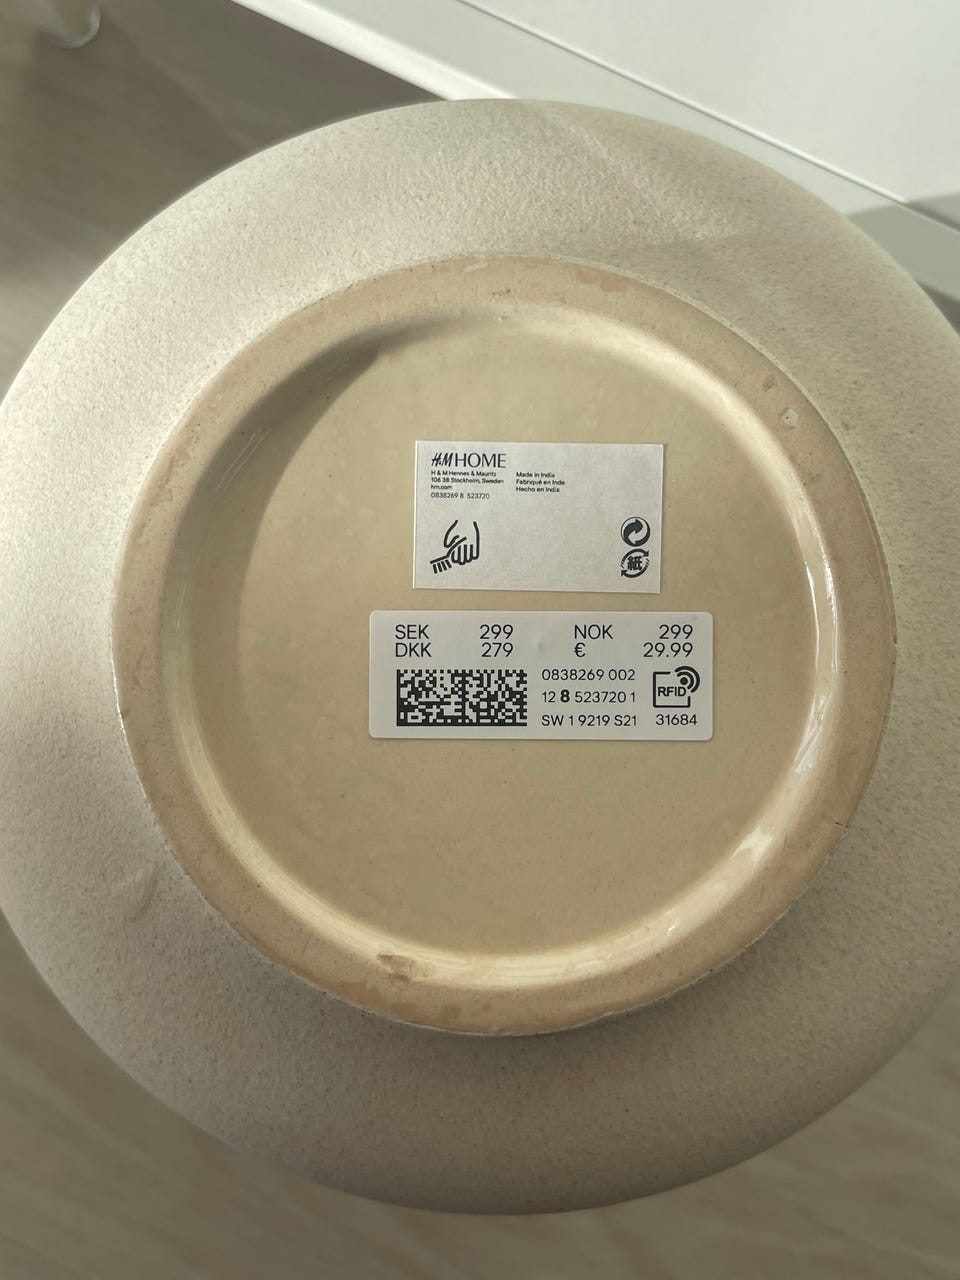 H&M HOME
H & M Hennes & Mauritz
106 38 Stockholm, Sweden
hm.com
0838269 8 523720
Made in India
Fabriqué en Inde
Hecho en India
紙
SEK 299 NOK 299
DKK 279 € 29.99
0838269 002
12 8 523720 1
RFID
SW 1 9219 S21 31684